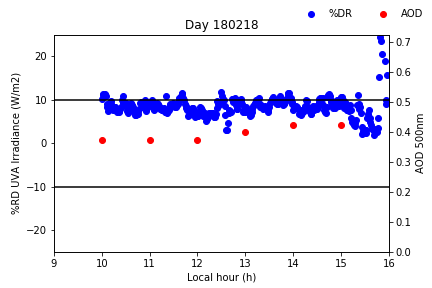 %DR AOD
Day 180218
%RD UVA Irradiance (W/m2)
20
10
0
−10
−20
9 10 11 12 13 14 15 16
Local hour (h)
0.7
0.6
0.5
0.4
0.3
0.2
0.1
0.0
AOD 500nm